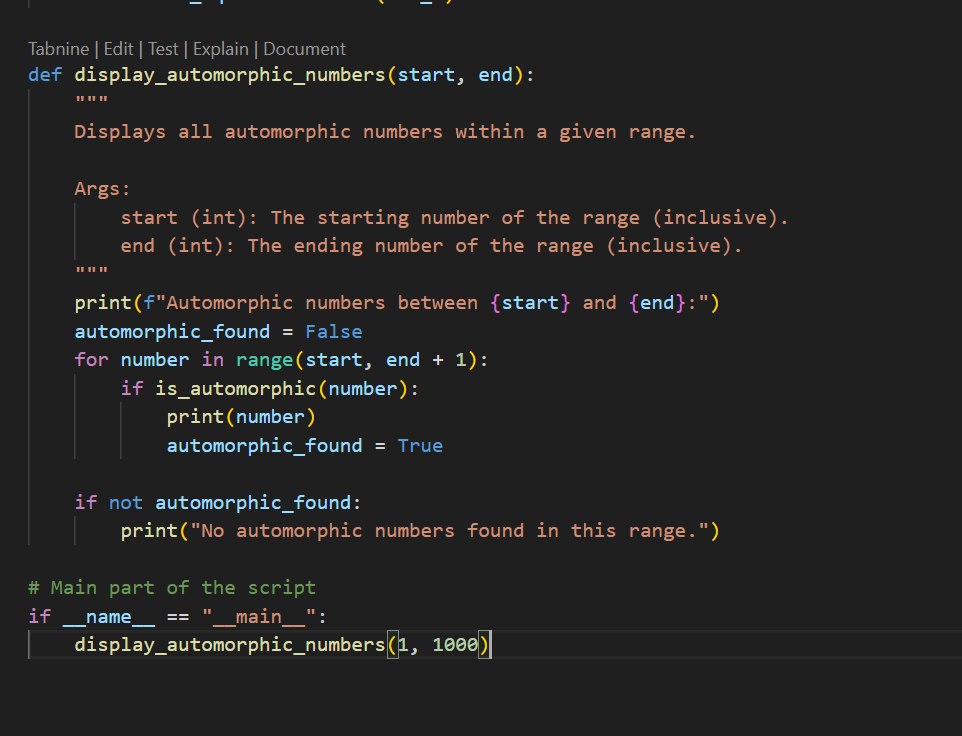 Tabnine | Edit | Test | Explain | Document
def display_automorphic_numbers(start, end):
    """
    Displays all automorphic numbers within a given range.

    Args:
        start (int): The starting number of the range (inclusive).
        end (int): The ending number of the range (inclusive).
    """
    print(f"Automorphic numbers between {start} and {end}:")
    automorphic_found = False
    for number in range(start, end + 1):
        if is_automorphic(number):
            print(number)
            automorphic_found = True

    if not automorphic_found:
        print("No automorphic numbers found in this range.")

# Main part of the script
if __name__ == "__main__":
    display_automorphic_numbers(1, 1000)